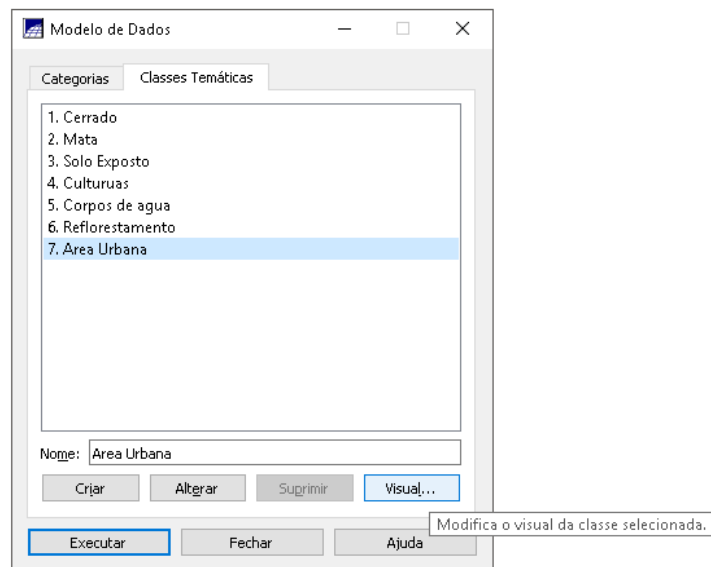 Modelo de Dados
Categorias Classes Temáticas
1. Cerrado
2. Mata
3. Solo Exposto
4. Culturuas
5. Corpos de agua
6. Reflorestamento
7. Area Urbana
Nome: Area Urbana
Criar Alterar Suprimir Visual...
Modifica o visual da classe selecionada.
Executar Fechar Ajuda